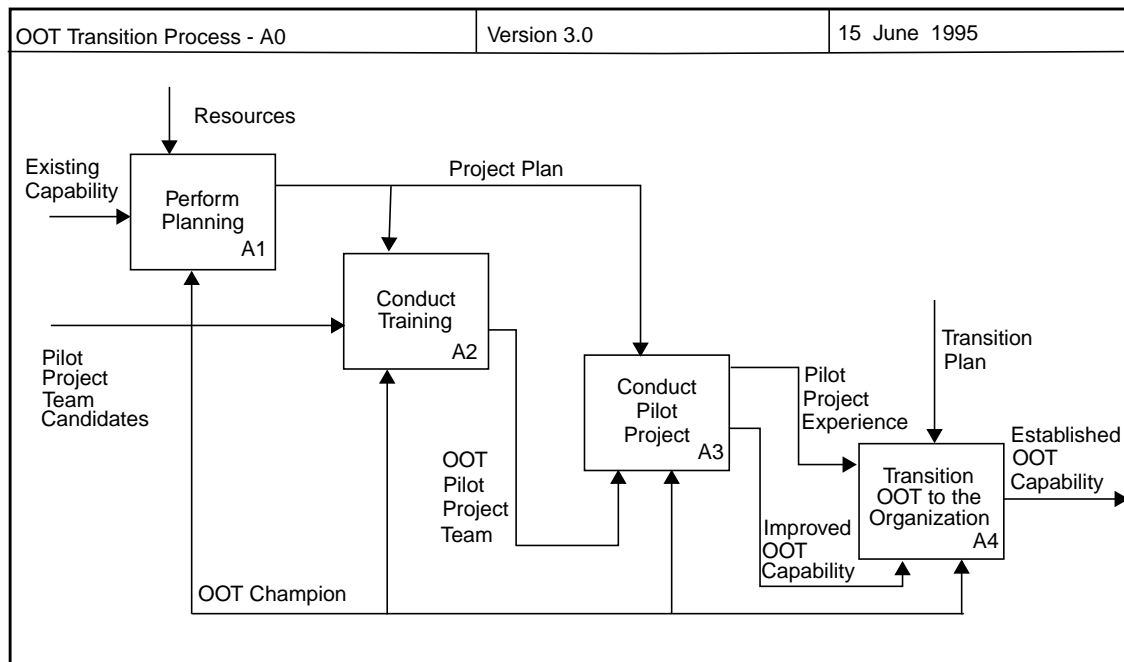 OOT Transition Process - A0
Version 3.0
15 June 1995
Resources
Existing
Capability
Perform
Planning
A1
Project Plan
Conduct
Training
A2
Pilot
Project
Team
Candidates
Conduct
Pilot
Project
A3
Transition
Plan
Pilot
Project
Experience
OOT
Pilot
Project
Team
Established
OOT
Capability
Transition
OOT to the
Organization
A4
Improved
OOT
Capability
OOT Champion